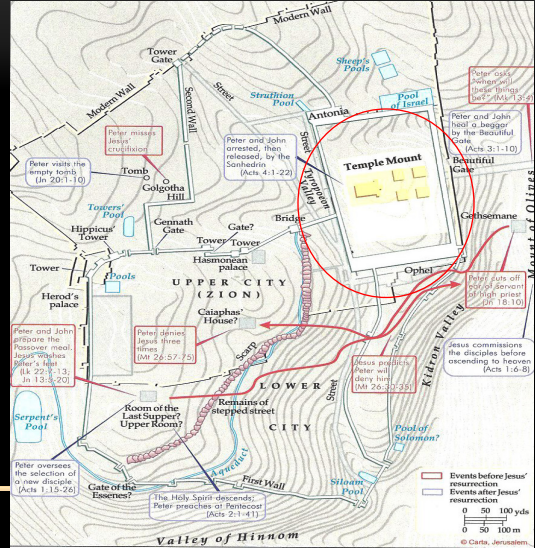 Modern Wall
Tower
Gate
Modern Wall
Second Wall
Street
Sheep's
Pools
Struthion
Pool
Antonia
Pool
of Israel
Peter asks
"when will
these things
be?" (Mk 13:4)
Peter misses
Jesus'
crucifixion
Peter and John
arrested, then
released, by the
Sanhedrin
(Acts 4:1-22)
Street
Tyropoeon
Valley
Temple Mount
Peter and John
heal a beggar
by the Beautiful
Gate
(Acts 3:1-10)
Beautiful
Gate
Peter visits the
empty tomb
(Jn 20:1-10)
Tomb
Golgotha
Hill
Towers'
Pool
Hippicus'
Tower
Gennath
Gate
Gate?
Bridge
Gethsemane
Mount of Olives
Tower
Tower
Hasmonean
palace
Tower
Pools
Herod's
palace
UPPER CITY
(ZION)
Ophel
Peter cuts off
ear of servant
of high priest
(Jn 18:10)
Caiaphas'
House?
Peter denies
Jesus three
times
(Mt 26:57-75)
Kidron Valley
Jesus commissions
the disciples before
ascending to heaven
(Acts 1:6-8)
Peter and John
prepare the
Passover meal,
Jesus washes
Peter's feet
(Lk 22:7-13;
Jn 13:3-20)
Scarp
Jesus predicts
Peter will
deny him
(Mt 26:30-35)
LOWER
CITY
Street
Room of the
Last Supper?
Upper Room?
Remains of
stepped street
Serpent's
Pool
Pool of
Solomon?
Peter oversees
the selection of
a new disciple
(Acts 1:15-26)
Aqueduct
Gate of the
Essenes?
The Holy Spirit descends;
Peter preaches at Pentecost
(Acts 2:1-41)
First Wall
Siloam
Pool
Events before Jesus'
resurrection
Events after Jesus'
resurrection
0 50 100 yds
0 50 100 m
Valley of Hinnom
© Carta, Jerusalem